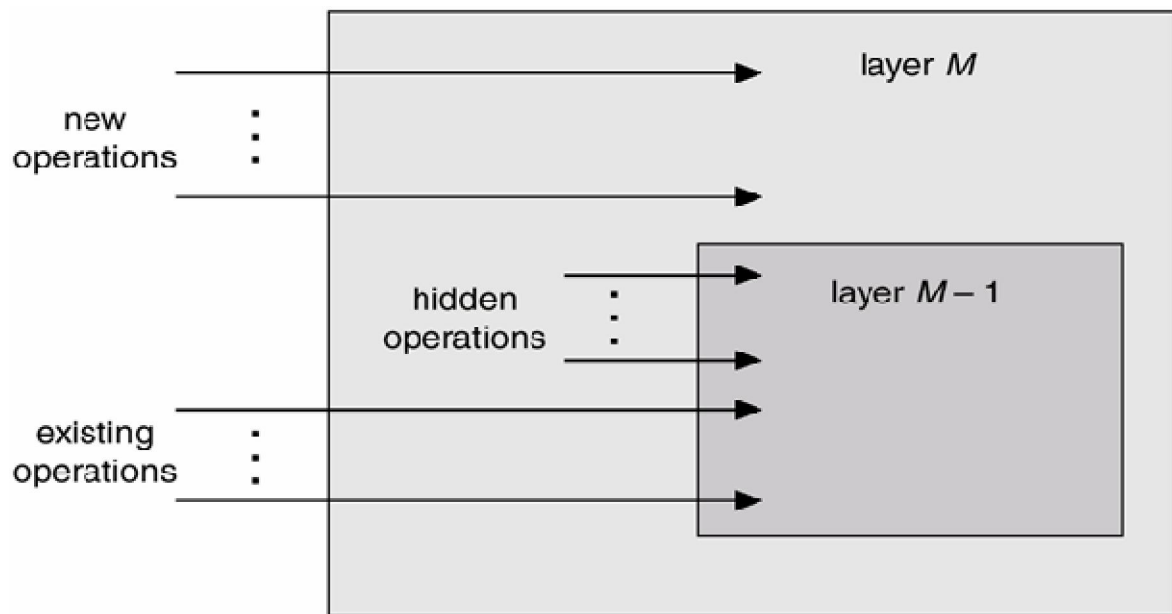 layer M
new
operations
hidden
operations
layer M – 1
existing
operations